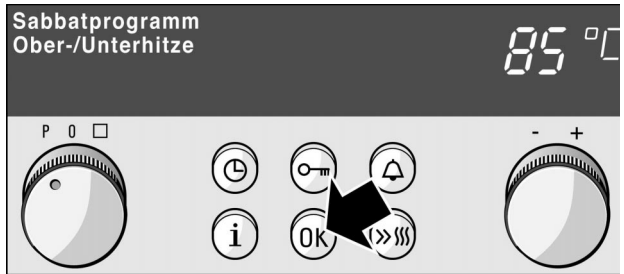 Sabbatprogramm
Ober-/Unterhitze
85 °C
P 0 - +
i OK